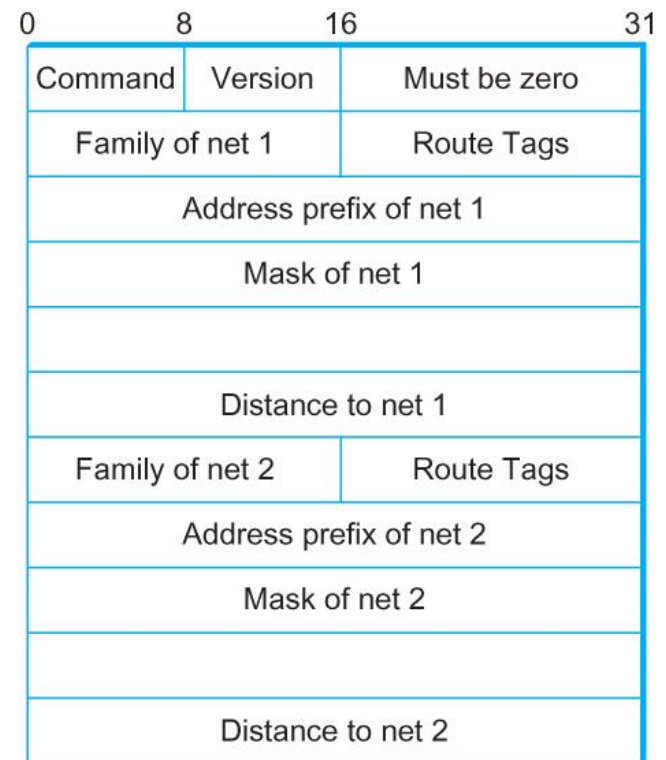 0 8 16 31
Command Version Must be zero
Family of net 1 Route Tags
Address prefix of net 1
Mask of net 1
Distance to net 1
Family of net 2 Route Tags
Address prefix of net 2
Mask of net 2
Distance to net 2